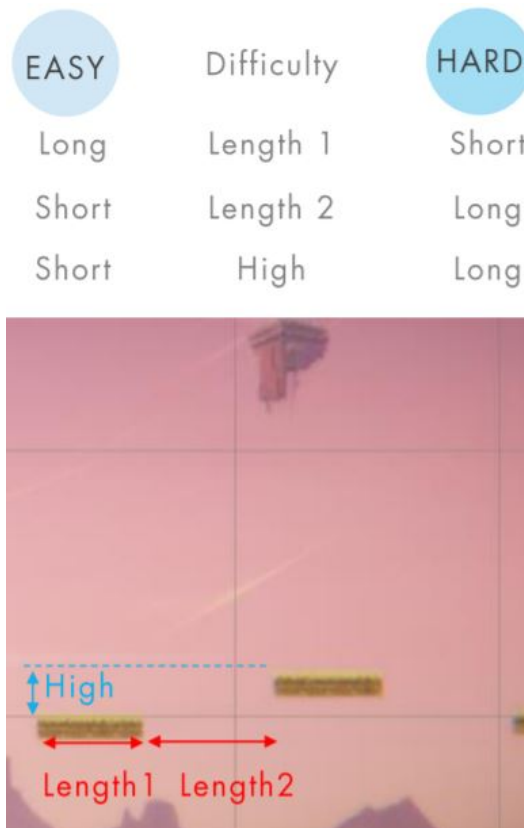 EASY Difficulty HARD
Long Length 1 Short
Short Length 2 Long
Short High Long
High
Length1 Length2